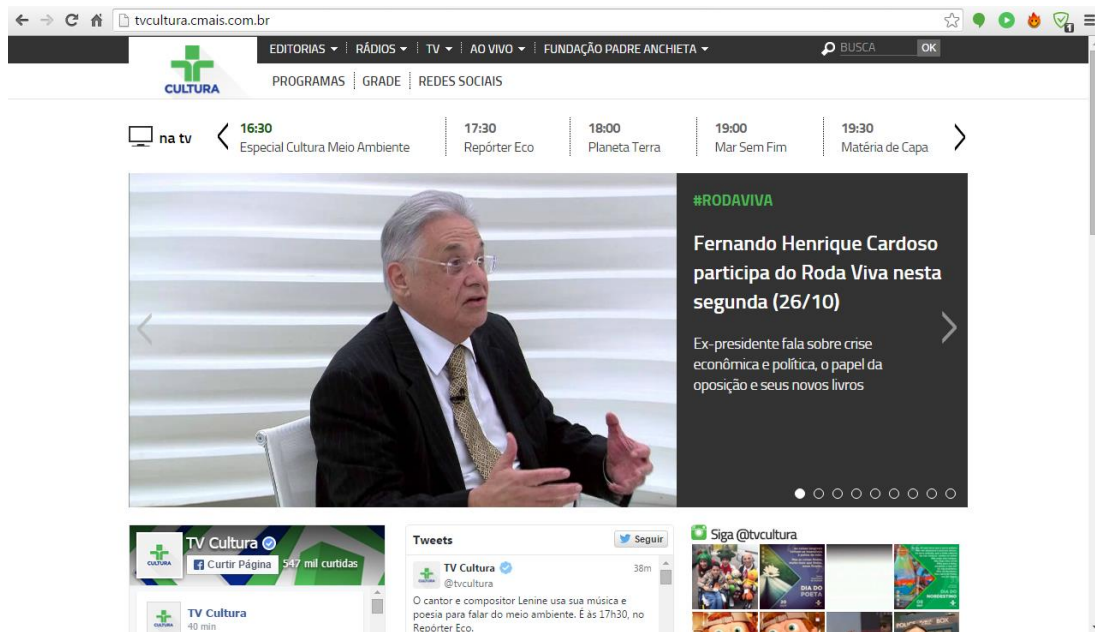 tvcultura.cmais.com.br
EDITORIAS RÁDIOS TV AO VIVO FUNDAÇÃO PADRE ANCHIETA BUSCA OK
CULTURA
PROGRAMAS GRADE REDES SOCIAIS
na tv
16:30 17:30 18:00 19:00 19:30
Especial Cultura Meio Ambiente Repórter Eco Planeta Terra Mar Sem Fim Matéria de Capa
#RODAVIVA
Fernando Henrique Cardoso
participa do Roda Viva nesta
segunda (26/10)
Ex-presidente fala sobre crise
econômica e política, o papel da
oposição e seus novos livros
TV Cultura
CULTURA
Curtir Página 547 mil curtidas
TV Cultura
40 min
Tweets Seguir
TV Cultura 38m
@tvcultura
O cantor e compositor Lenine usa sua música e
poesia para falar do meio ambiente. É às 17h30, no
Repórter Eco.
Siga @tvcultura
DIA DO
POETA
DIA DO
POLICE BOX